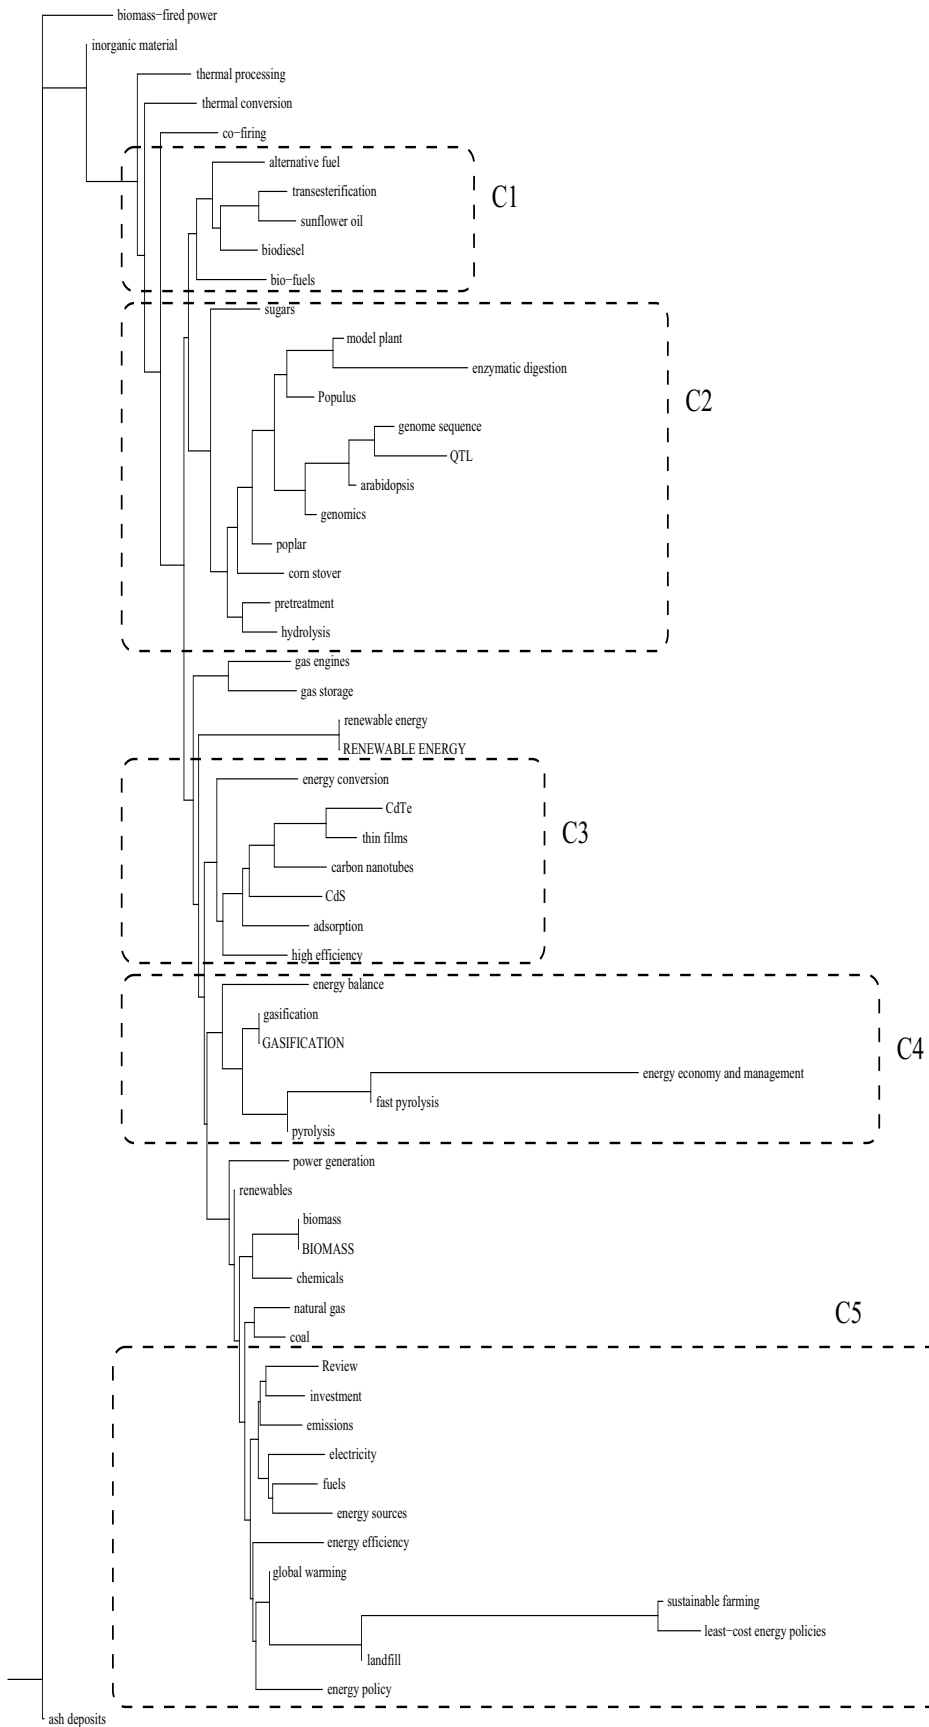 biomass−fired power
inorganic material
thermal processing
thermal conversion
co−firing
alternative fuel
transesterification
C1
sunflower oil
biodiesel
bio−fuels
sugars
model plant
enzymatic digestion
Populus
C2
genome sequence
QTL
arabidopsis
genomics
poplar
corn stover
pretreatment
hydrolysis
gas engines
gas storage
renewable energy
RENEWABLE ENERGY
energy conversion
CdTe
C3
thin films
carbon nanotubes
CdS
adsorption
high efficiency
energy balance
gasification
GASIFICATION
C4
energy economy and management
fast pyrolysis
pyrolysis
power generation
renewables
biomass
BIOMASS
chemicals
natural gas
C5
coal
Review
investment
emissions
electricity
fuels
energy sources
energy efficiency
global warming
sustainable farming
least−cost energy policies
landfill
energy policy
ash deposits